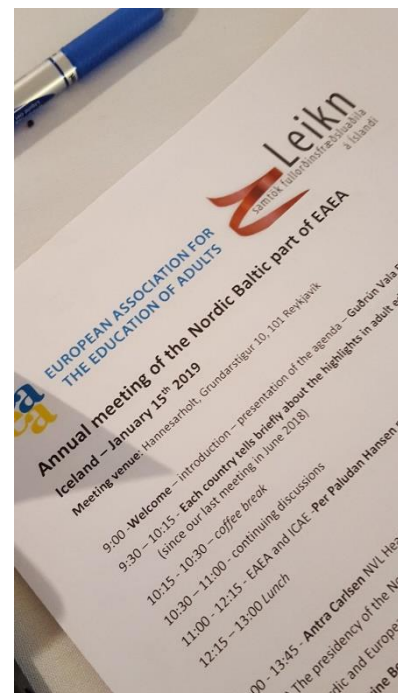 Leikn
samtök fullorðinsfræðsluaðila
á Íslandi
EUROPEAN ASSOCIATION FOR
THE EDUCATION OF ADULTS
Annual meeting of the Nordic Baltic part of EAEA
Iceland – January 15th 2019
Meeting venue: Hannesarholt, Grundarstigur 10, 101 Reykjavik
9:00 -Welcome – introduction – presentation of the agenda – Guðrún Vala
9:30 – 10:15 - Each country tells briefly about the highlights in adult
(since our last meeting in June 2018)
10:15 - 10:30 – coffee break
10:30 – 11:00 - continuing discussions
11:00 - 12:15 - EAEA and ICAE -Per Paludan Hansen
12:15 – 13:00 Lunch
00 - 13:45 - Antra Carlsen NVL
The presidency of the
dic and